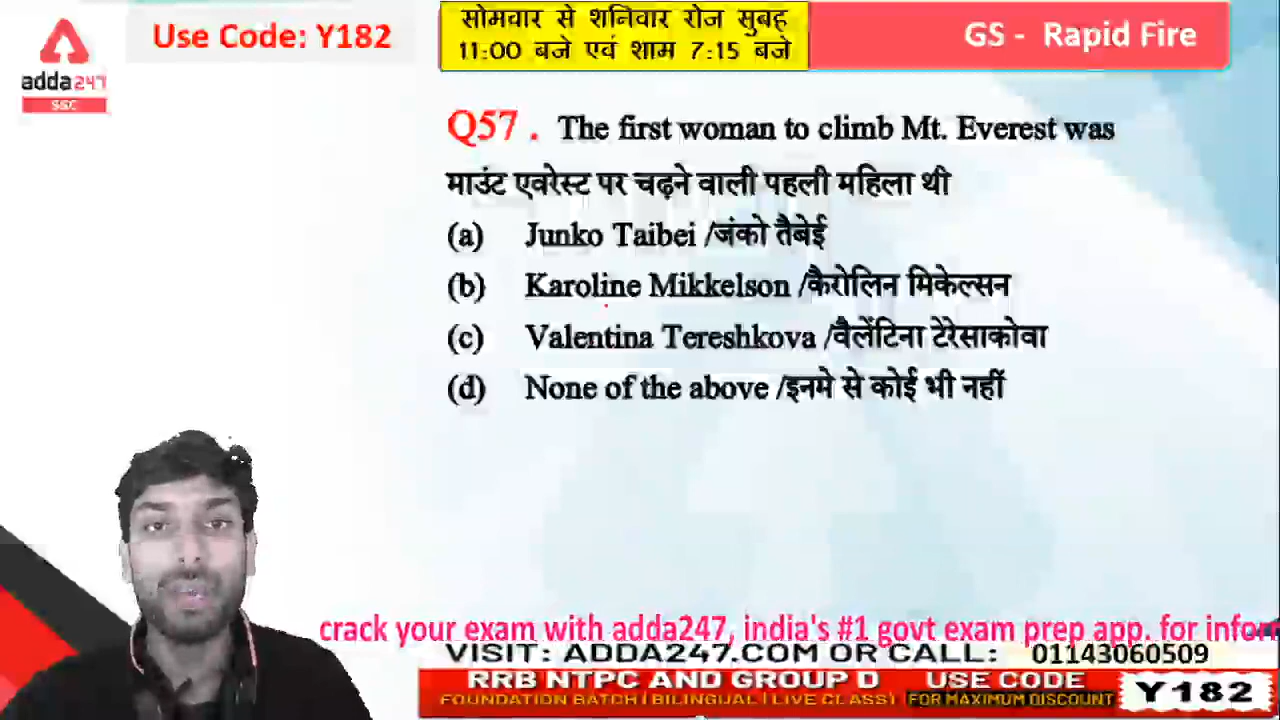 Use Code: Y182
सोमवार से शनिवार रोज सुबह
11:00 बजे एवं शाम 7:15 बजे
GS - Rapid Fire
adda247
SSC
Q57 . The first woman to climb Mt. Everest was
माउंट एवरेस्ट पर चढ़ने वाली पहली महिला थी
(a) Junko Taibei /जंको तैबेई
(b) Karoline Mikkelson /कैरोलिन मिकेल्सन
(c) Valentina Tereshkova /वैलेंटिना टेरेसाकोवा
(d) None of the above /इनमे से कोई भी नहीं
crack your exam with adda247, india's #1 govt exam prep app. for infor
VISIT: ADDA247.COM OR CALL: 01143060509
RRB NTPC AND GROUP D USE CODE
FOUNDATION BATCH | BILINGUAL | LIVE CLASS| FOR MAXIMUM DISCOUNT
Y182